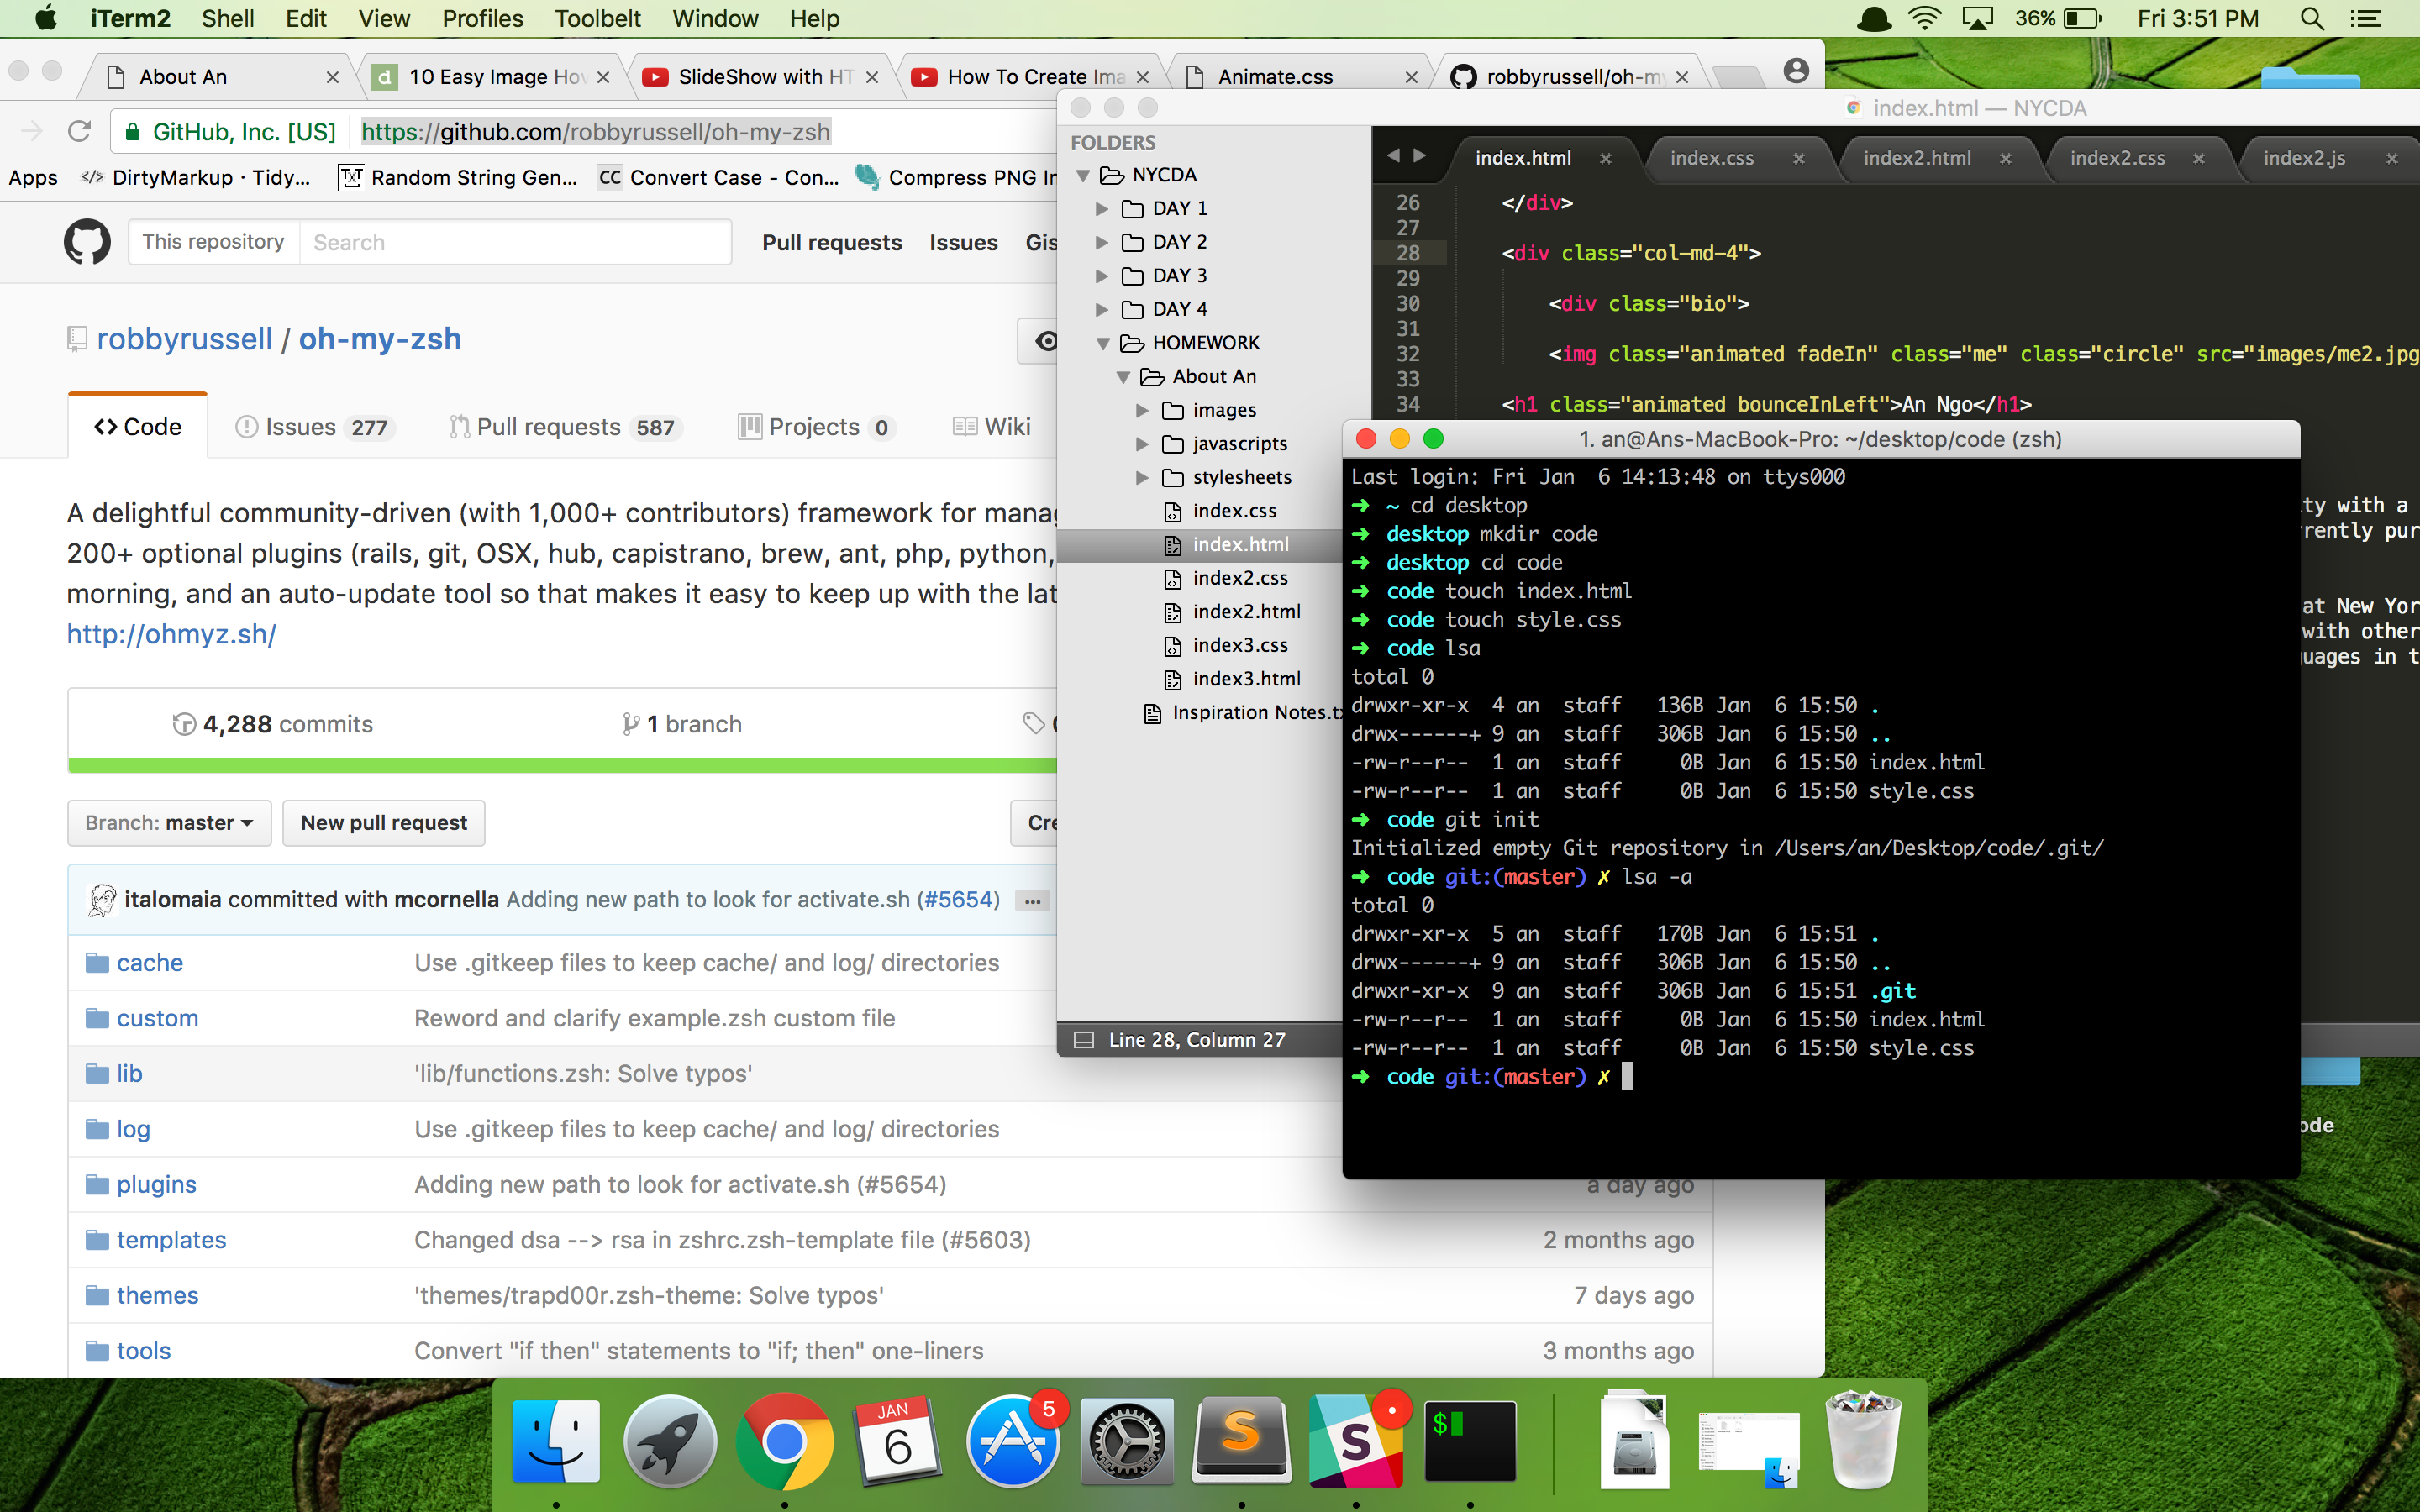 iTerm2 Shell Edit View Profiles Toolbelt Window Help
36% Fri 3:51 PM
About An
10 Easy Image Hov
SlideShow with HT
How To Create Ima
Animate.css
robbyrussell/oh-my
GitHub, Inc. [US] https://github.com/robbyrussell/oh-my-zsh
Apps DirtyMarkup · Tidy... Random String Gen... CC Convert Case - Con... Compress PNG In
This repository Search Pull requests Issues Gis
robbyrussell / oh-my-zsh
Code Issues 277 Pull requests 587 Projects 0 Wiki
A delightful community-driven (with 1,000+ contributors) framework for manag
200+ optional plugins (rails, git, OSX, hub, capistrano, brew, ant, php, python,
morning, and an auto-update tool so that makes it easy to keep up with the lat
http://ohmyz.sh/
4,288 commits 1 branch
Branch: master New pull request Cre
italomaia committed with mcornella Adding new path to look for activate.sh (#5654) ...
cache Use .gitkeep files to keep cache/ and log/ directories
custom Reword and clarify example.zsh custom file
lib 'lib/functions.zsh: Solve typos'
log Use .gitkeep files to keep cache/ and log/ directories
plugins Adding new path to look for activate.sh (#5654) a day ago
templates Changed dsa --> rsa in zshrc.zsh-template file (#5603) 2 months ago
themes 'themes/trapd00r.zsh-theme: Solve typos' 7 days ago
tools Convert "if then" statements to "if; then" one-liners 3 months ago
index.html — NYCDA
FOLDERS
NYCDA
DAY 1
DAY 2
DAY 3
DAY 4
HOMEWORK
About An
images
javascripts
stylesheets
index.css
index.html
index2.css
index2.html
index3.css
index3.html
Inspiration Notes.tx
Line 28, Column 27
index.html index.css index2.html index2.css index2.js
26 </div>
27
28 <div class="col-md-4">
29
30 <div class="bio">
31
32 <img class="animated fadeIn" class="me" class="circle" src="images/me2.jpg
33
34 <h1 class="animated bounceInLeft">An Ngo</h1>
ty with a
rently pur
at New Yor
with other
uages in t
1. an@Ans-MacBook-Pro: ~/desktop/code (zsh)
Last login: Fri Jan  6 14:13:48 on ttys000
➜ ~ cd desktop
➜ desktop mkdir code
➜ desktop cd code
➜ code touch index.html
➜ code touch style.css
➜ code lsa
total 0
drwxr-xr-x  4 an  staff   136B Jan  6 15:50 .
drwx------+ 9 an  staff   306B Jan  6 15:50 ..
-rw-r--r--  1 an  staff     0B Jan  6 15:50 index.html
-rw-r--r--  1 an  staff     0B Jan  6 15:50 style.css
➜ code git init
Initialized empty Git repository in /Users/an/Desktop/code/.git/
➜ code git:(master) ✗ lsa -a
total 0
drwxr-xr-x  5 an  staff   170B Jan  6 15:51 .
drwx------+ 9 an  staff   306B Jan  6 15:50 ..
drwxr-xr-x  9 an  staff   306B Jan  6 15:51 .git
-rw-r--r--  1 an  staff     0B Jan  6 15:50 index.html
-rw-r--r--  1 an  staff     0B Jan  6 15:50 style.css
➜ code git:(master) ✗
ode
JAN
6
5
S
S
$